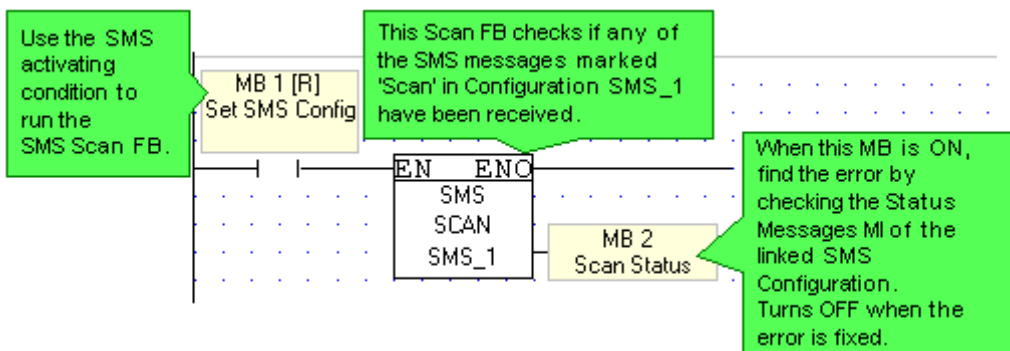 Use the SMS
activating
condition to
run the
SMS Scan FB.
MB 1 [R]
Set SMS Config
This Scan FB checks if any of
the SMS messages marked
'Scan' in Configuration SMS_1
have been received.
EN ENO
SMS
SCAN
SMS_1
MB 2
Scan Status
When this MB is ON,
find the error by
checking the Status
Messages MI of the
linked SMS
Configuration.
Turns OFF when the
error is fixed.